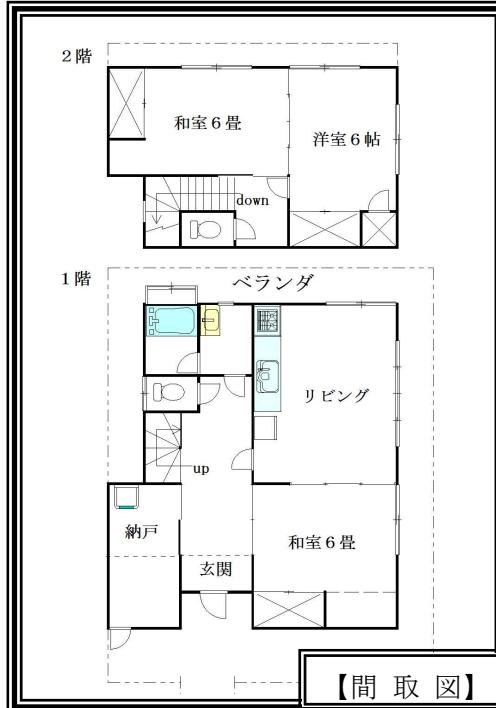 2階
和室6畳
洋室6帖
down
1階
ベランダ
リビング
up
納戸
和室6畳
玄関
【間取図】